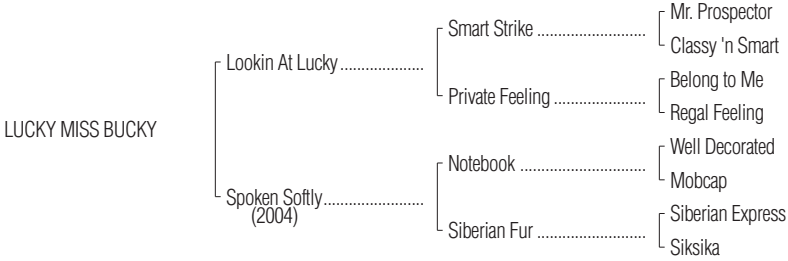 Mr. Prospector
Smart Strike ..........................
Classy 'n Smart
Lookin At Lucky....................
Belong to Me
Private Feeling ......................
Regal Feeling
LUCKY MISS BUCKY
Well Decorated
Notebook ..............................
Mobcap
Spoken Softly........................
(2004)
Siberian Express
Siberian Fur ..........................
Siksika